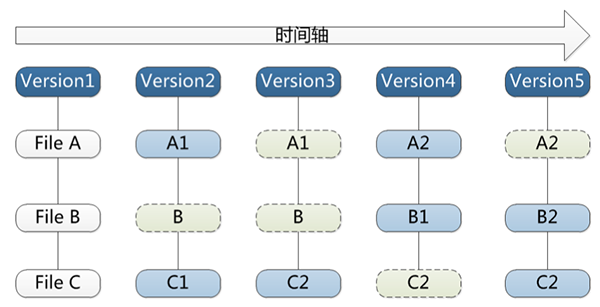 时间轴
Version1 Version2 Version3 Version4 Version5
File A A1 A1 A2 A2
File B B B B1 B2
File C C1 C2 C2 C2